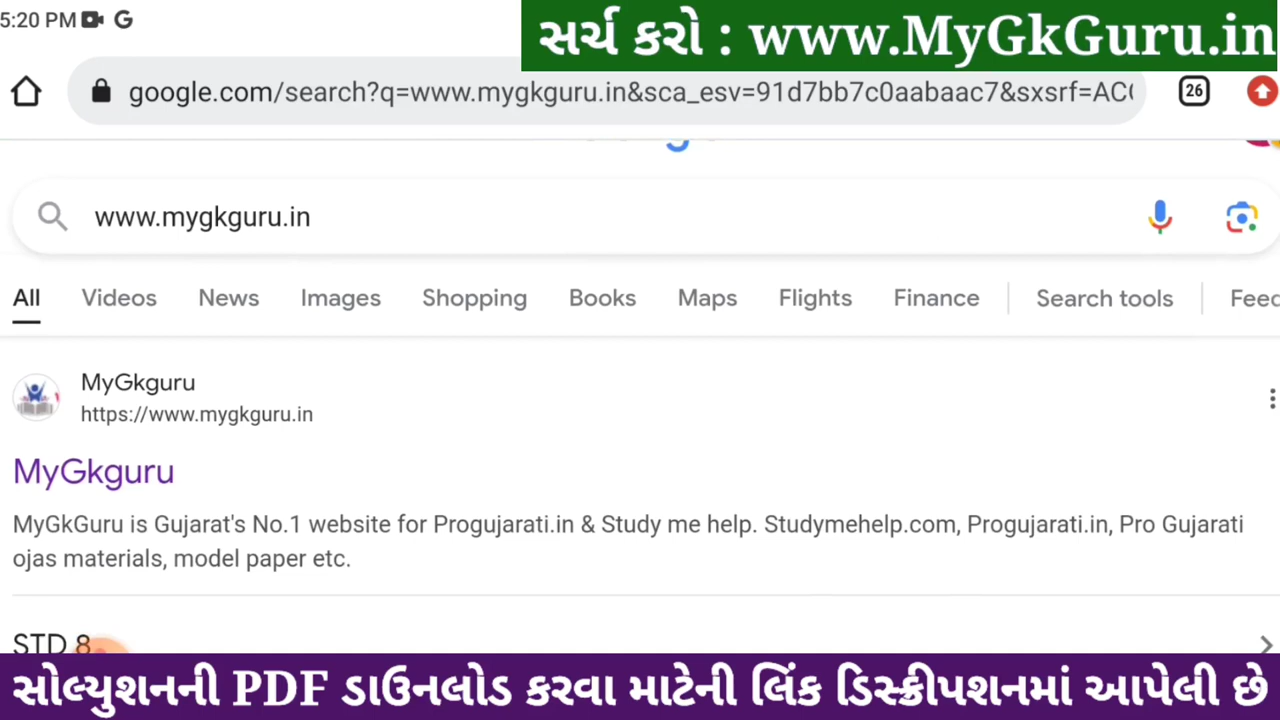 5:20 PM
સર્ચ કરો : www.MyGkGuru.in
google.com/search?q=www.mygkguru.in&sca_esv=91d7bb7c0aabaac7&sxsrf=AC
26
www.mygkguru.in
All Videos News Images Shopping Books Maps Flights Finance Search tools Feed
MyGkguru
https://www.mygkguru.in
MyGkguru
MyGkGuru is Gujarat's No.1 website for Progujarati.in & Study me help. Studymehelp.com, Progujarati.in, Pro Gujarati
ojas materials, model paper etc.
STD 8
સોલ્યુશનની PDF ડાઉનલોડ કરવા માટેની લિંક ડિસ્ક્રીપશનમાં આપેલી છે